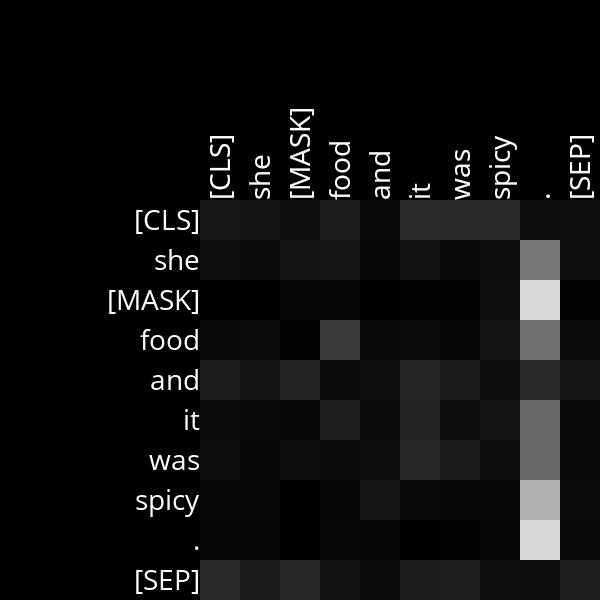 [CLS] she [MASK] food and it was spicy . [SEP]
[CLS]
she
[MASK]
food
and
it
was
spicy
.
[SEP]